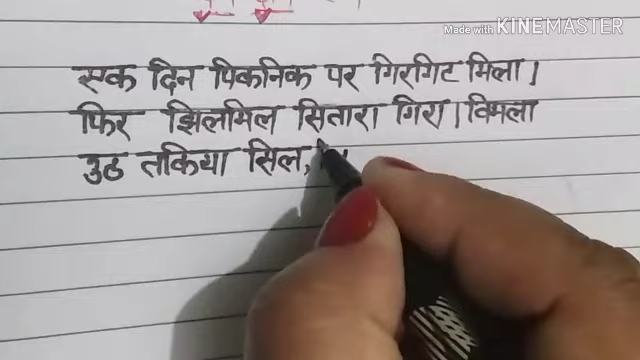 Made with KINEMASTER
एक दिन पिकनिक पर गिरगिट मिला।
फिर झिलमिल सितारा गिरा। विमला
उठ तकिया सिल,